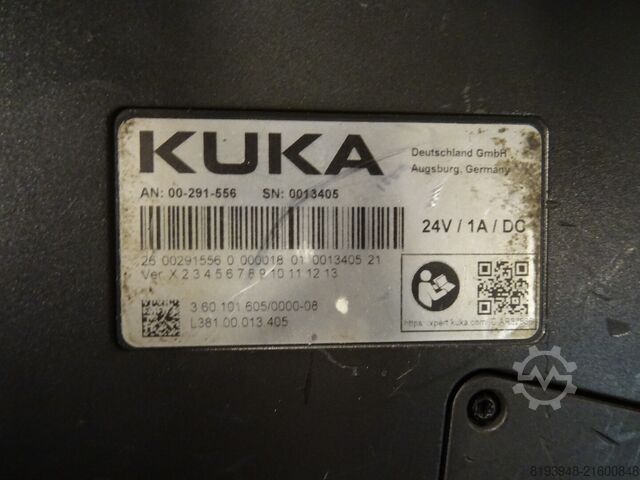 KUKA
Deutschland GmbH
Augsburg, Germany
AN: 00-291-556 SN: 0013405
24V / 1A / DC
26 00291556 0 000018 01 0013405 21
Ver X 2 3 4 5 6 7 8 9 10 11 12 13
3.60.101.605/0000-08
L381.00.013.405
8193948-21600848